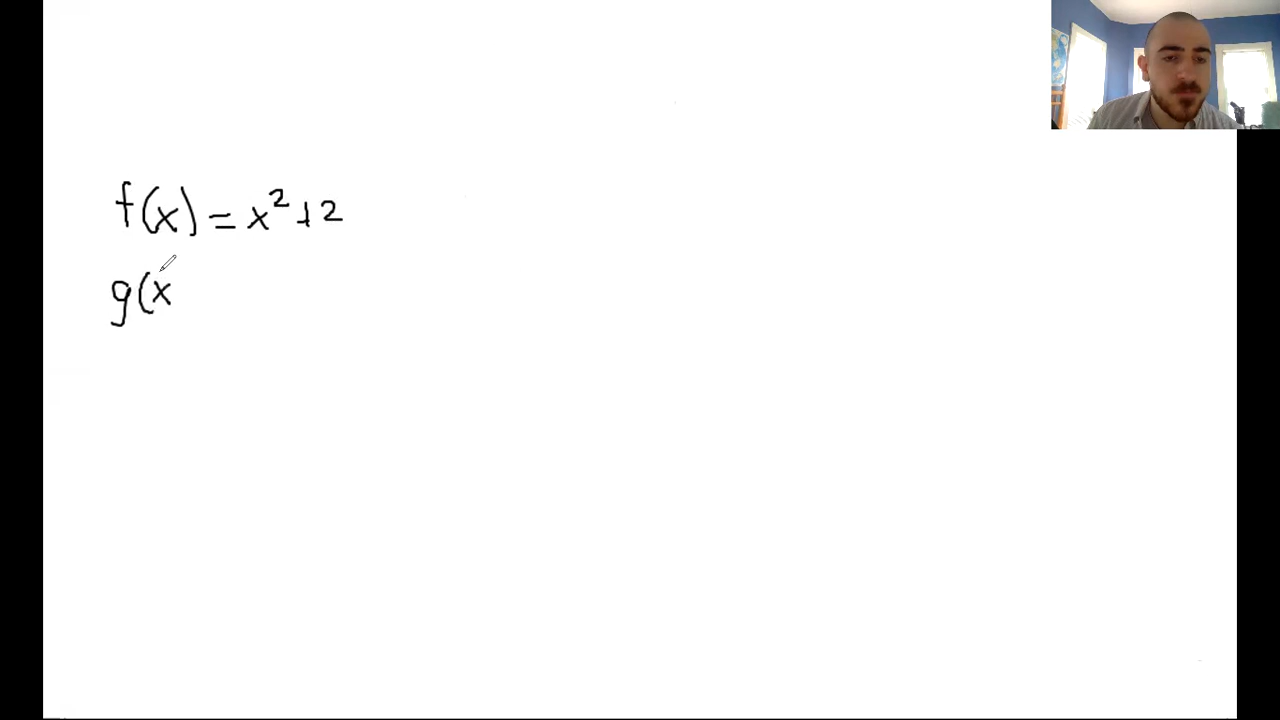 f(x) = x² + 2
g(x